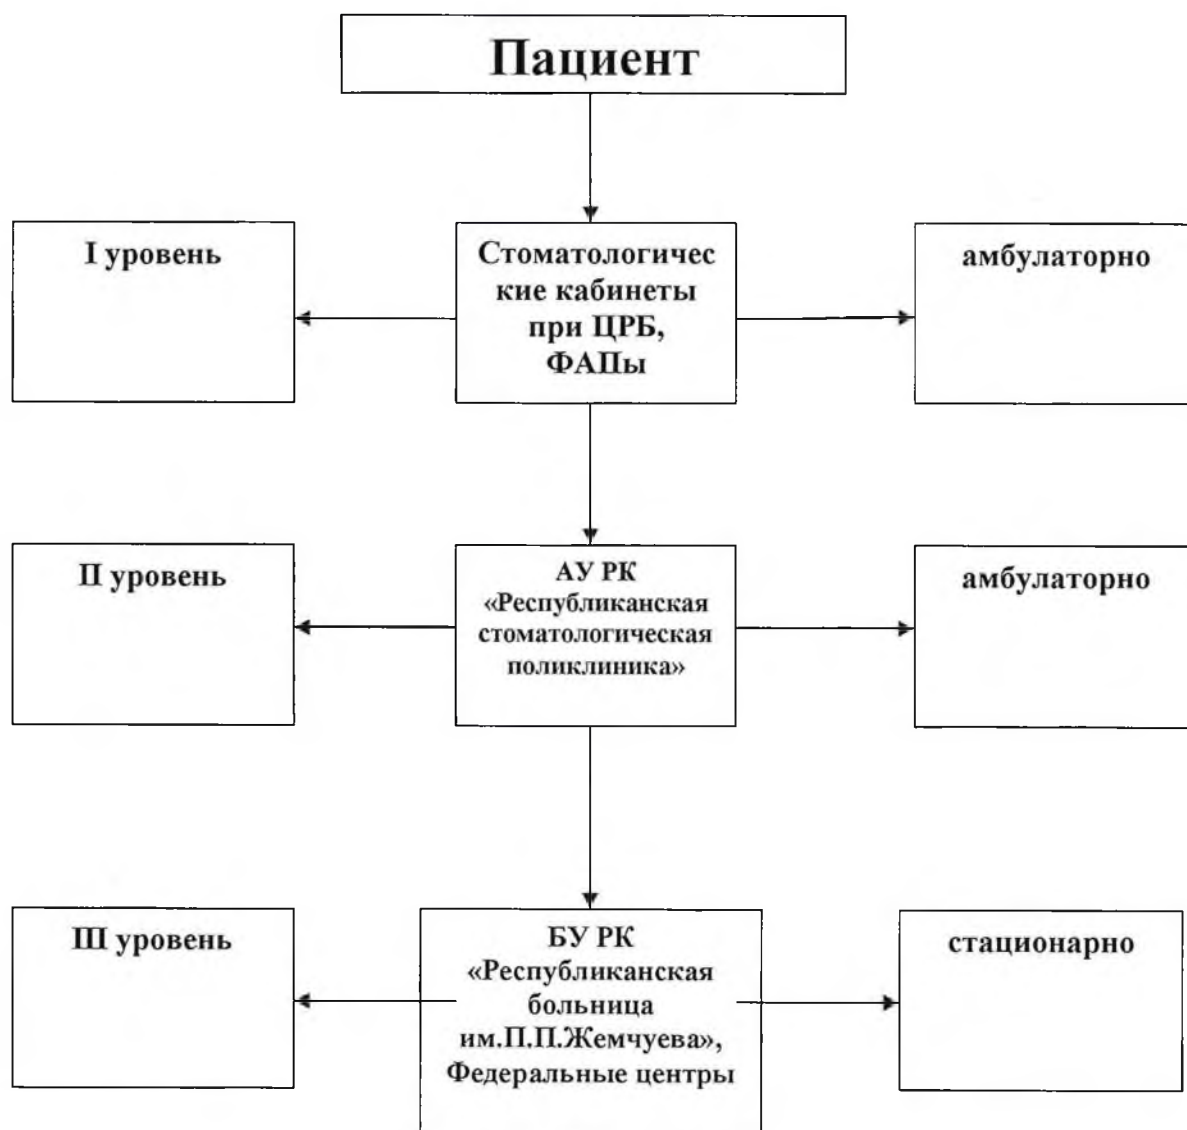 Пациент
I уровень
Стоматологичес
кие кабинеты
при ЦРБ,
ФАПы
амбулаторно
II уровень
АУ РК
«Республиканская
стоматологическая
поликлиника»
амбулаторно
III уровень
БУ РК
«Республиканская
больница
им.П.П.Жемчуева»,
Федеральные центры
стационарно